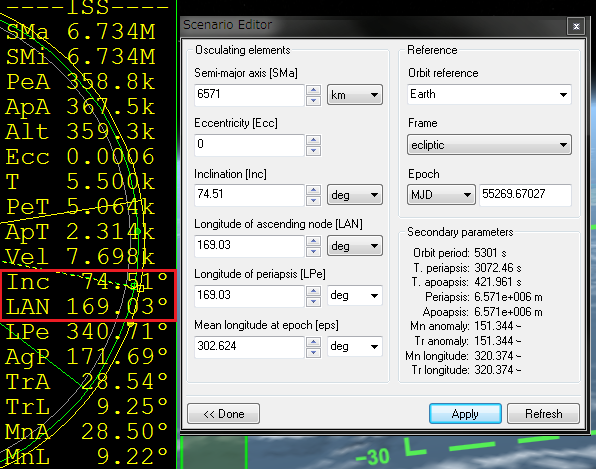 ----ISS----
SMa 6.734M
SMi 6.734M
PeA 358.8k
ApA 367.5k
Alt 359.3k
Ecc 0.0006
T 5.500k
PeT 5.064k
ApT 2.314k
Vel 7.698k
Inc 74.51°
LAN 169.03°
LPe 340.71°
AgP 171.69°
TrA 28.54°
TrL 9.25°
MnA 28.50°
MnL 9.22°
Scenario Editor
Osculating elements
Semi-major axis [SMa]
6571 km
Eccentricity [Ecc]
0
Inclination [Inc]
74.51 deg
Longitude of ascending node [LAN]
169.03 deg
Longitude of periapsis [LPe]
169.03 deg
Mean longitude at epoch [eps]
302.624 deg
Reference
Orbit reference
Earth
Frame
ecliptic
Epoch
MJD 55269.67027
Secondary parameters
Orbit period: 5301 s
T. periapsis: 3072.46 s
T. apoapsis: 421.961 s
Periapsis: 6.571e+006 m
Apoapsis: 6.571e+006 m
Mn anomaly: 151.344 ~
Tr anomaly: 151.344 ~
Mn longitude: 320.374 ~
Tr longitude: 320.374 ~
<< Done
Apply
Refresh
-30